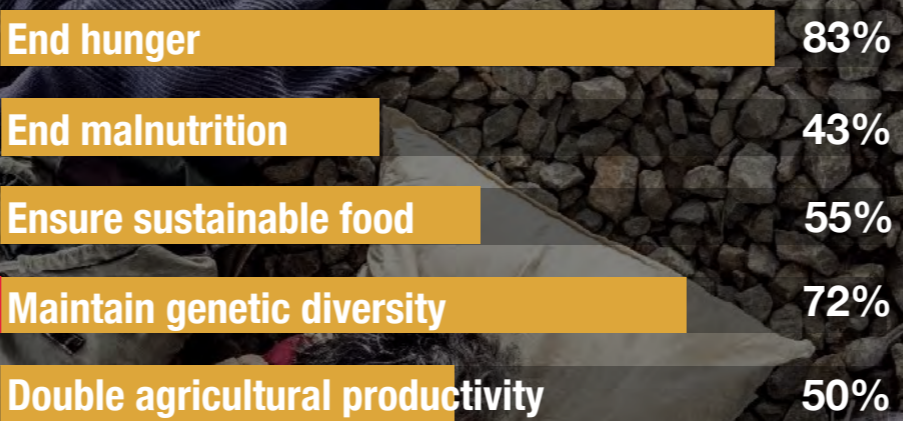 End hunger 83%
End malnutrition 43%
Ensure sustainable food 55%
Maintain genetic diversity 72%
Double agricultural productivity 50%